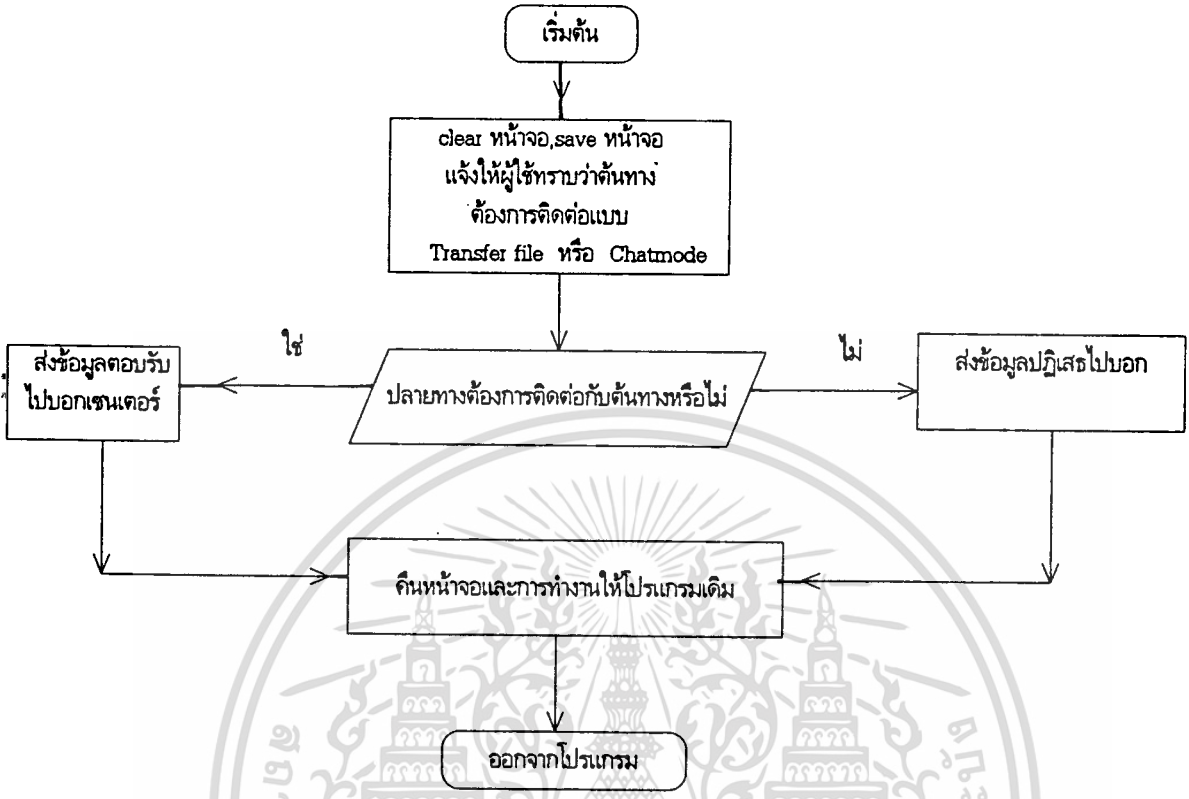 เริ่มต้น
clear หน้าจอ,save หน้าจอ
แจ้งให้ผู้ใช้ทราบว่าต้นทาง
ต้องการติดต่อแบบ
Transfer file หรือ Chatmode
ใช่
ไม่
ส่งข้อมูลตอบรับ
ไปบอกเซนเตอร์
ปลายทางต้องการติดต่อกับต้นทางหรือไม่
ส่งข้อมูลปฏิเสธไปบอก
คืนหน้าจอและการทำงานให้โปรแกรมเดิม
ออกจากโปรแกรม